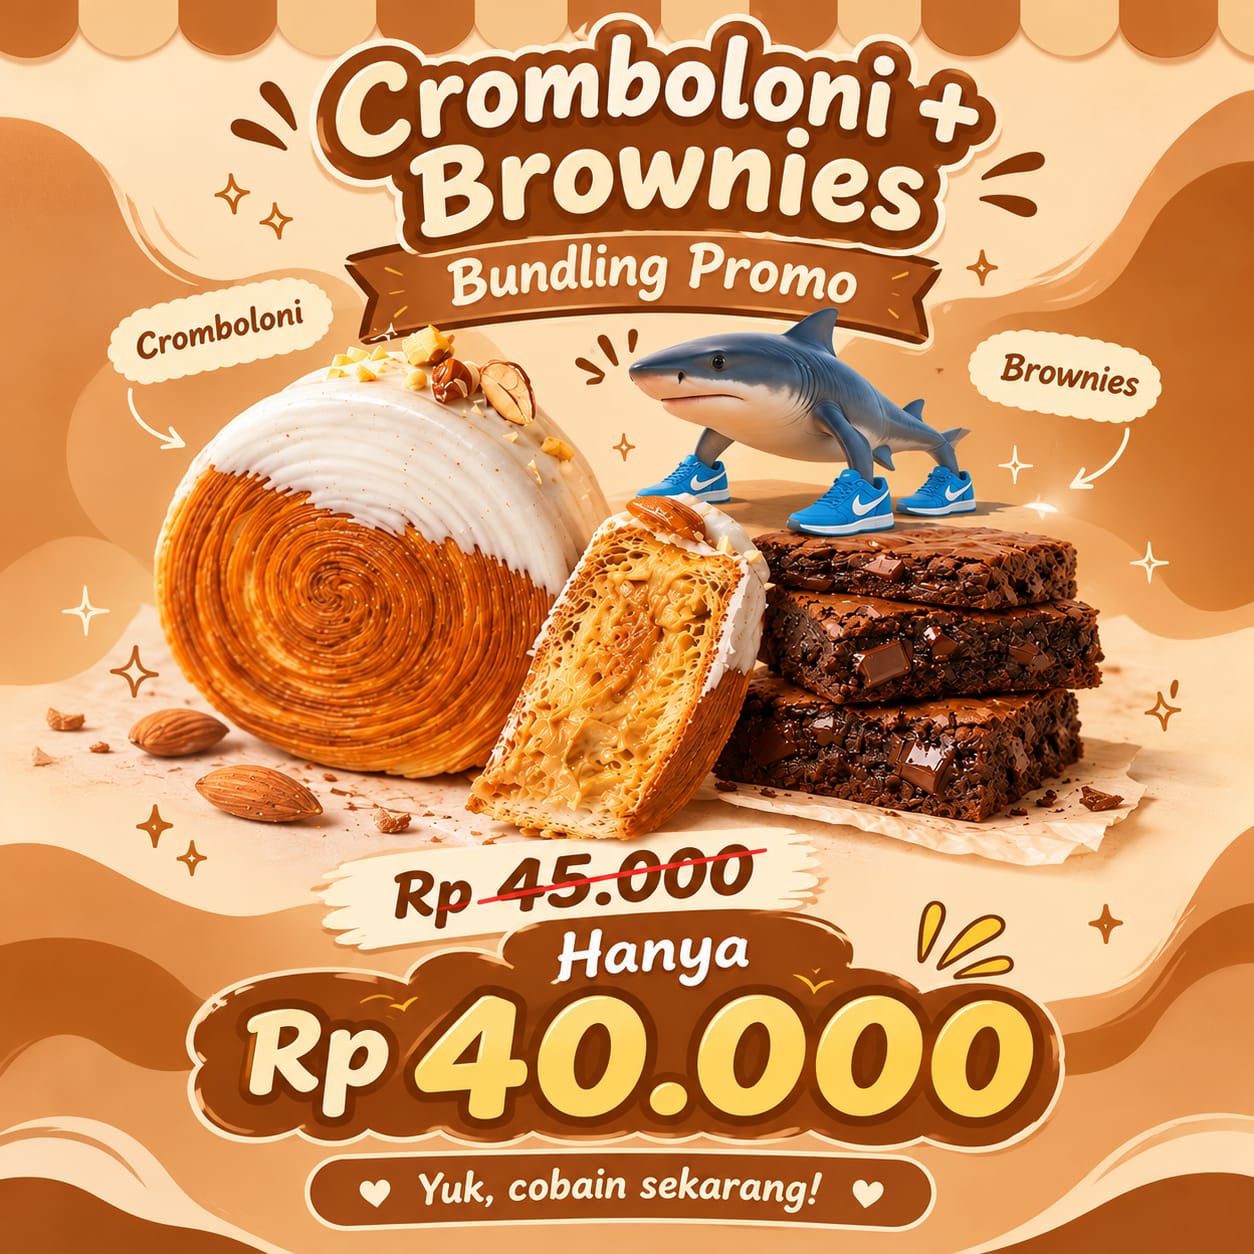 Cromboloni +
Brownies
Bundling Promo
Cromboloni
Brownies
Rp 45.000
Hanya
Rp 40.000
Yuk, cobain sekarang!